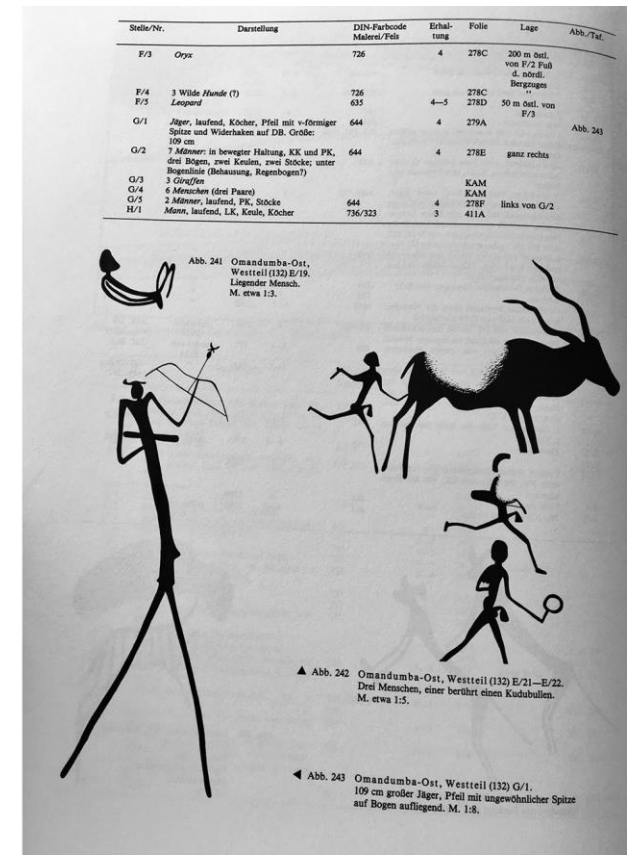 Stelle/Nr. Darstellung DIN-Farbcode Erhal- Folie Lage Abb./Taf.
Malerei/Fels tung
F/3 Oryx 726 4 278C 200 m östl.
von F/2 Fuß
d. nördl.
Bergzuges
F/4 3 Wilde Hunde (?) 726 278C "
F/5 Leopard 635 4—5 278D 50 m östl. von
F/3
G/1 Jäger, laufend, Köcher, Pfeil mit v-förmiger 644 4 279A Abb. 243
Spitze und Widerhaken auf DB. Größe:
109 cm
G/2 7 Männer: in bewegter Haltung, KK und PK, 644 4 278E ganz rechts
drei Bögen, zwei Keulen, zwei Stöcke; unter
Bogenlinie (Behausung, Regenbogen?)
G/3 3 Giraffen KAM
G/4 6 Menschen (drei Paare) KAM
G/5 2 Männer, laufend, PK, Stöcke 644 4 278F links von G/2
H/1 Mann, laufend, LK, Keule, Köcher 736/323 3 411A
Abb. 241 Omandumba-Ost,
Westteil (132) E/19.
Liegender Mensch.
M. etwa 1:3.
▲ Abb. 242 Omandumba-Ost, Westteil (132) E/21—E/22.
Drei Menschen, einer berührt einen Kudubullen.
M. etwa 1:5.
◀ Abb. 243 Omandumba-Ost, Westteil (132) G/1.
109 cm großer Jäger, Pfeil mit ungewöhnlicher Spitze
auf Bogen aufliegend. M. 1:8.